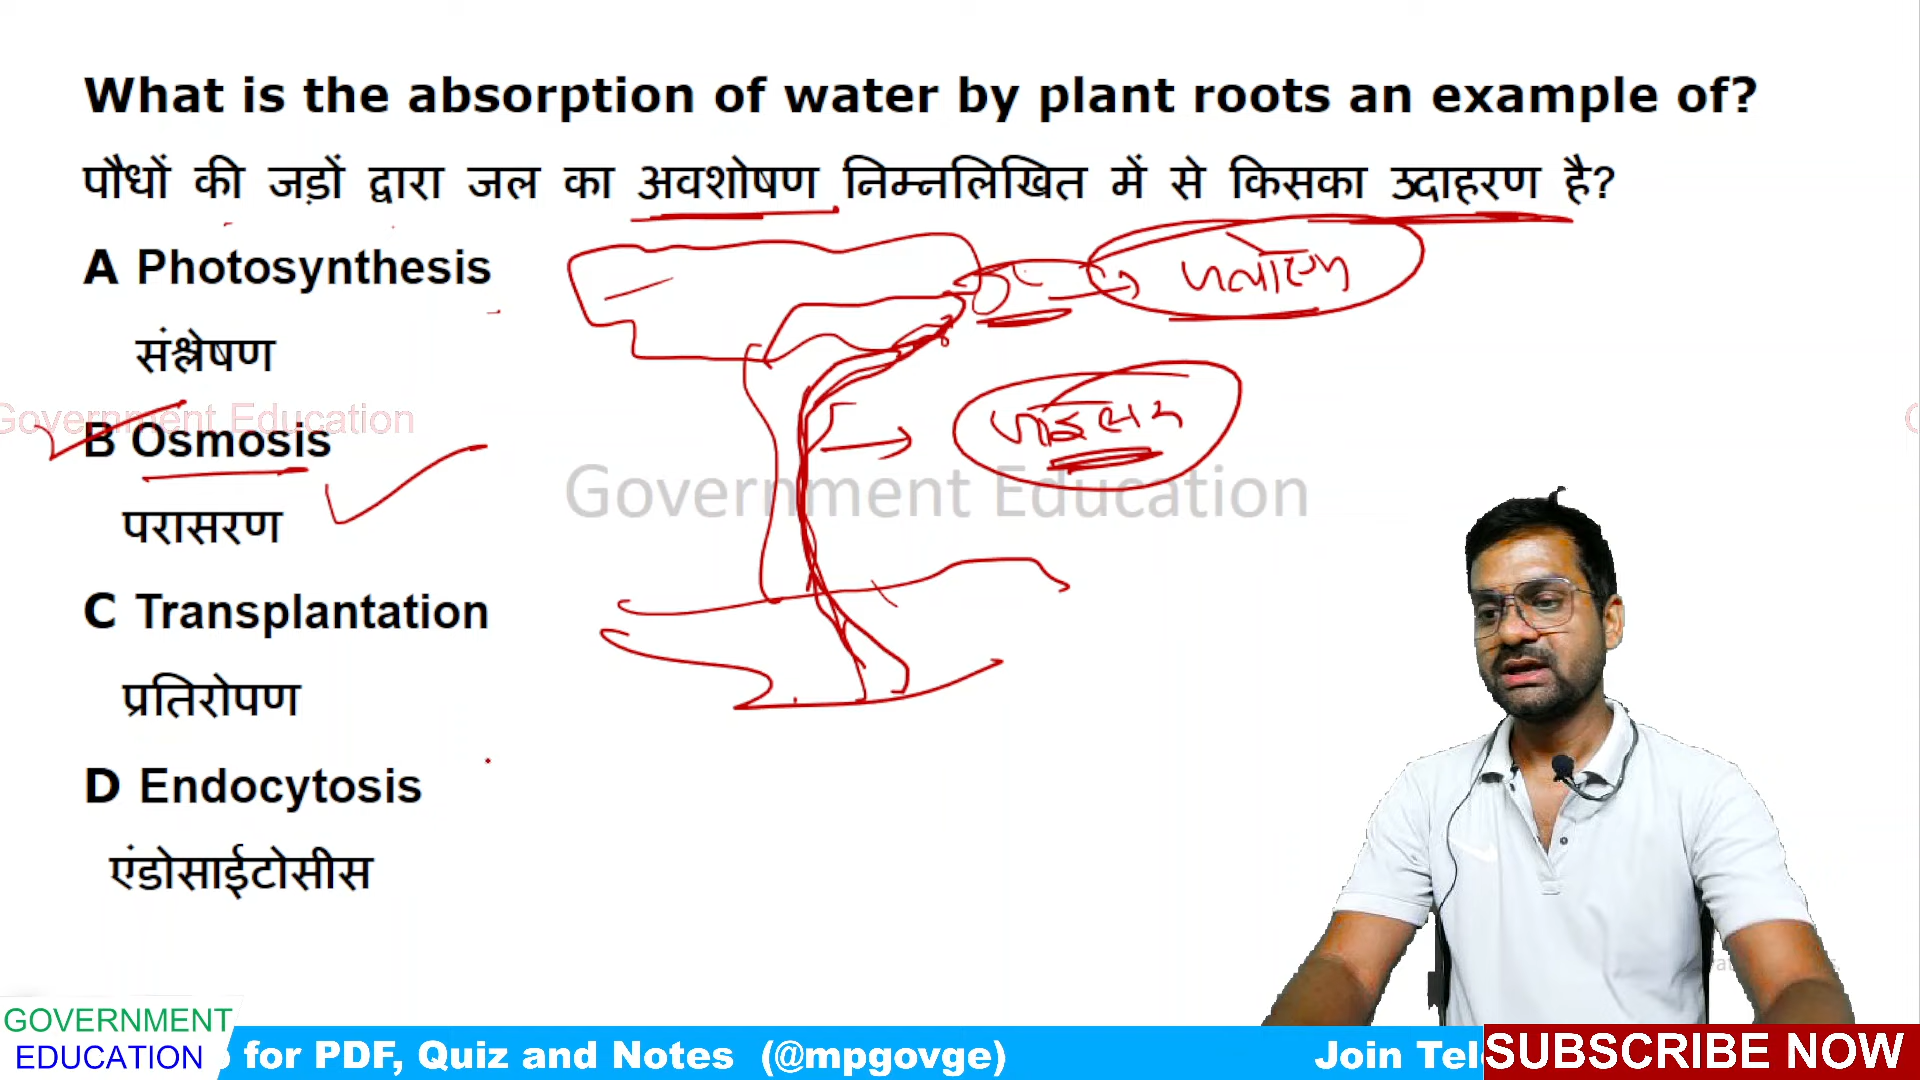 What is the absorption of water by plant roots an example of?
पौधों की जड़ों द्वारा जल का अवशोषण निम्नलिखित में से किसका उदाहरण है?
A Photosynthesis
संश्लेषण
Government Education
B Osmosis
Government Education
परासरण
C Transplantation
प्रतिरोपण
D Endocytosis
एंडोसाईटोसीस
GOVERNMENT
EDUCATION
for PDF, Quiz and Notes (@mpgovge)
Join Tele
SUBSCRIBE NOW